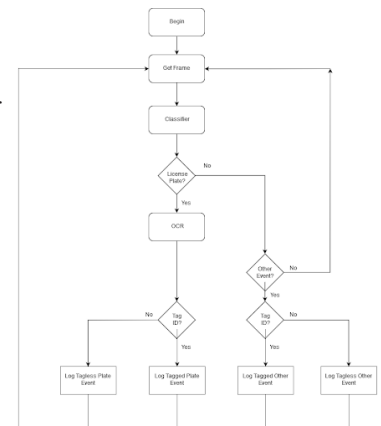 Begin
Get Frame
Classifier
License
Plate?
No
Yes
OCR
Other
Event?
No
Yes
Tag
ID?
No
Yes
Tag
ID?
No
Yes
Log Tagless Plate
Event
Log Tagged Plate
Event
Log Tagged Other
Event
Log Tagless Other
Event